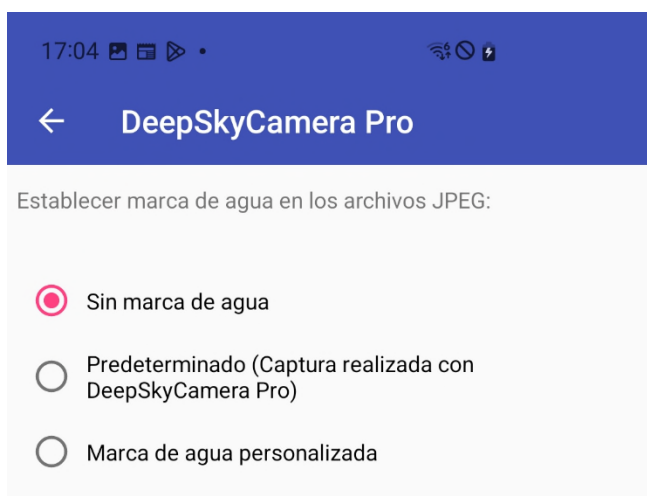 17:04
DeepSkyCamera Pro
Establecer marca de agua en los archivos JPEG:
Sin marca de agua
Predeterminado (Captura realizada con
DeepSkyCamera Pro)
Marca de agua personalizada